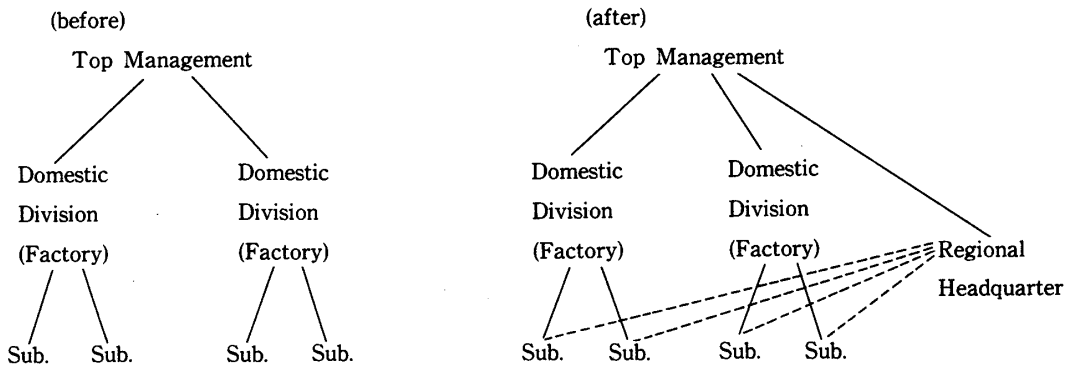 (before)
Top Management
Domestic
Division
(Factory)
Domestic
Division
(Factory)
Sub.
Sub.
Sub.
Sub.
(after)
Top Management
Domestic
Division
(Factory)
Domestic
Division
(Factory)
Regional
Headquarter
Sub.
Sub.
Sub.
Sub.